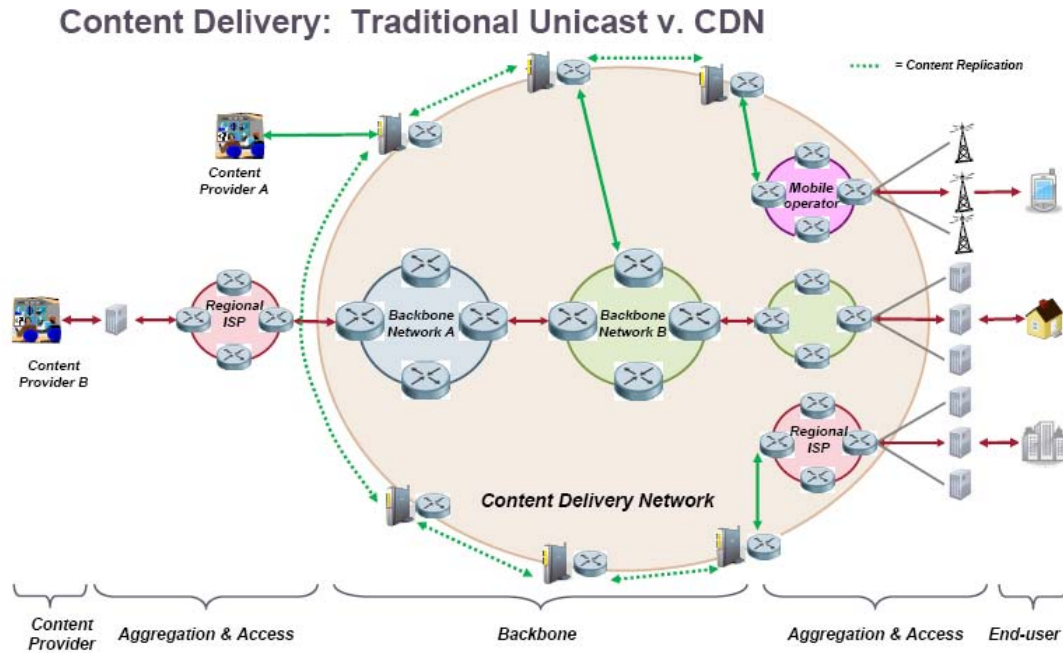 Content Delivery: Traditional Unicast v. CDN
= Content Replication
Content
Provider A
Mobile
operator
Regional
ISP
Backbone
Network A
Backbone
Network B
Content
Provider B
Regional
ISP
Content Delivery Network
Content
Provider
Aggregation & Access
Backbone
Aggregation & Access
End-user